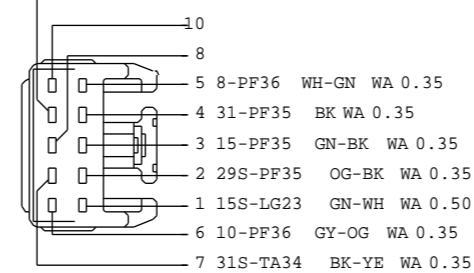 10
8
5 8-PF36 WH-GN WA 0.35
4 31-PF35 BK WA 0.35
3 15-PF35 GN-BK WA 0.35
2 29S-PF35 OG-BK WA 0.35
1 15S-LG23 GN-WH WA 0.50
6 10-PF36 GY-OG WA 0.35
7 31S-TA34 BK-YE WA 0.35